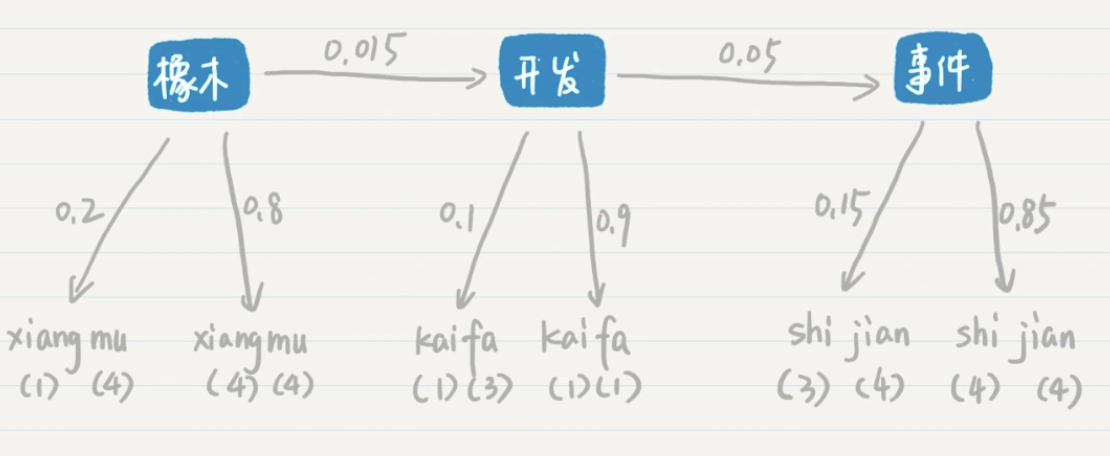 橡木 0.015 开发 0.05 事件
0.2 0.8 0.1 0.9 0.15 0.85
xiang mu xiang mu kai fa kai fa shi jian shi jian
(1) (4) (4) (4) (1) (3) (1) (1) (3) (4) (4) (4)